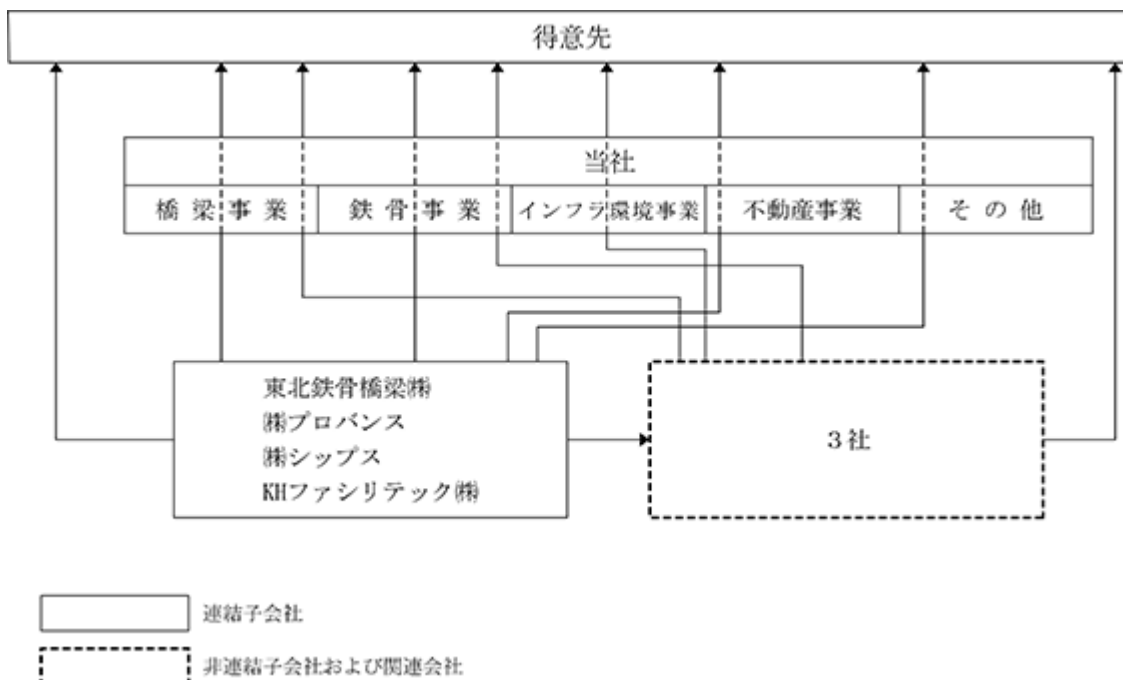 得意先
当社
橋梁事業
鉄骨事業
インフラ環境事業
不動産事業
その他
東北鉄骨橋梁㈱
㈱プロバンス
㈱シップス
KHファシリテック㈱
3社
連結子会社
非連結子会社および関連会社